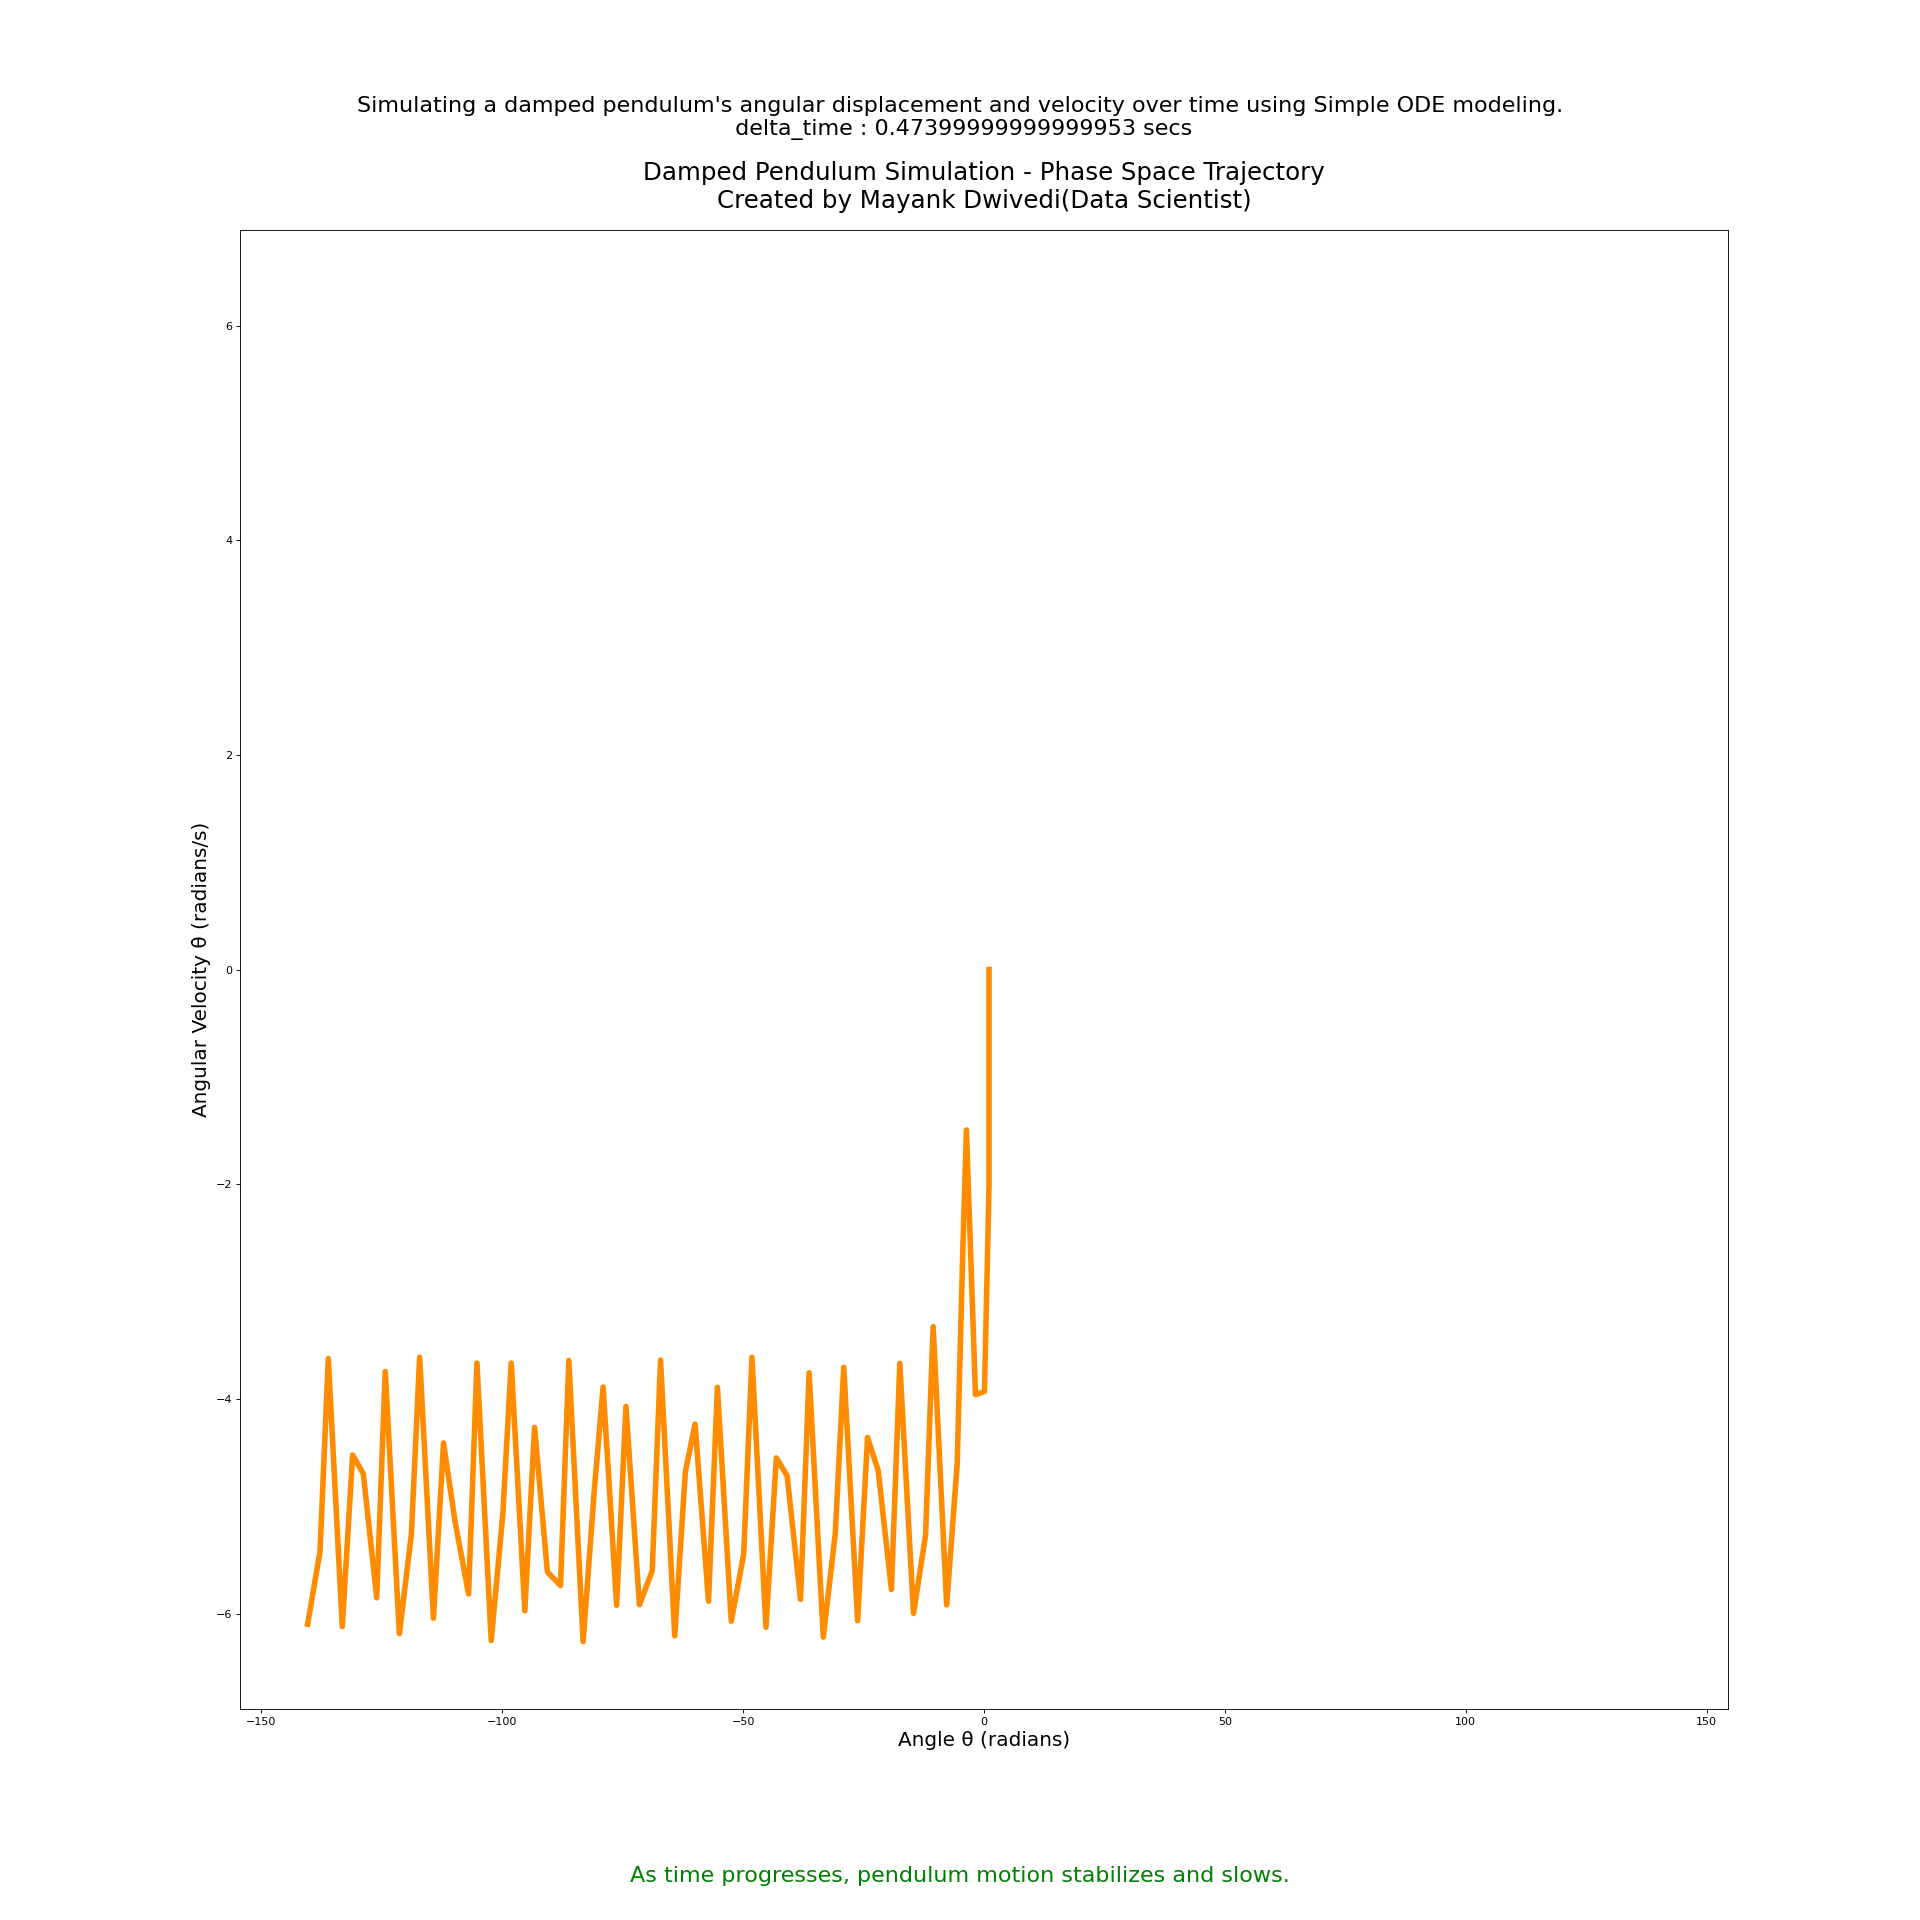 Simulating a damped pendulum's angular displacement and velocity over time using Simple ODE modeling.
delta_time : 0.47399999999999953 secs
Damped Pendulum Simulation - Phase Space Trajectory
Created by Mayank Dwivedi(Data Scientist)
6
4
2
0
−2
−4
−6
Angular Velocity θ̇ (radians/s)
−150
−100
−50
0
50
100
150
Angle θ (radians)
As time progresses, pendulum motion stabilizes and slows.